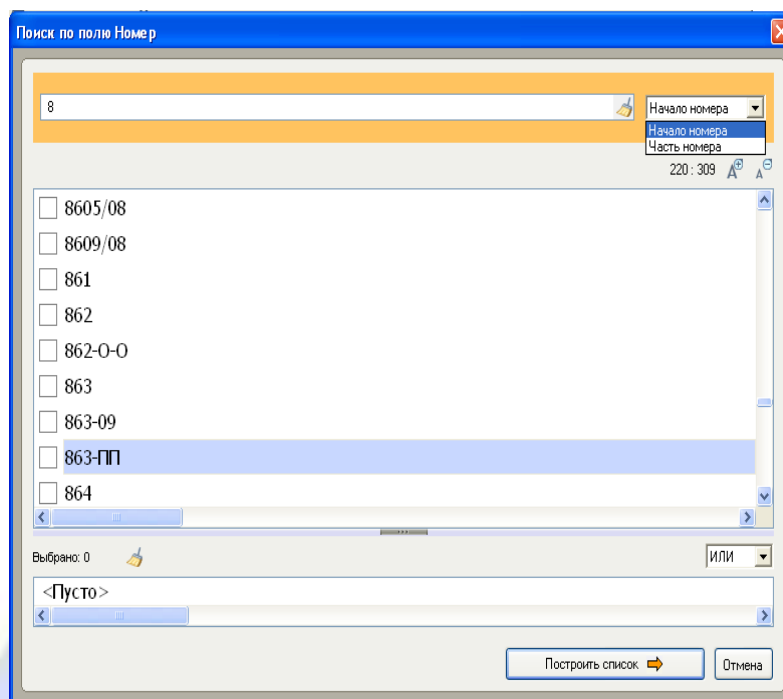 Поиск по полю Номер
8
Начало номера
Начало номера
Часть номера
220 : 309
8605/08
8609/08
861
862
862-О-О
863
863-09
863-ПП
864
Выбрано: 0
ИЛИ
<Пусто>
Построить список
Отмена